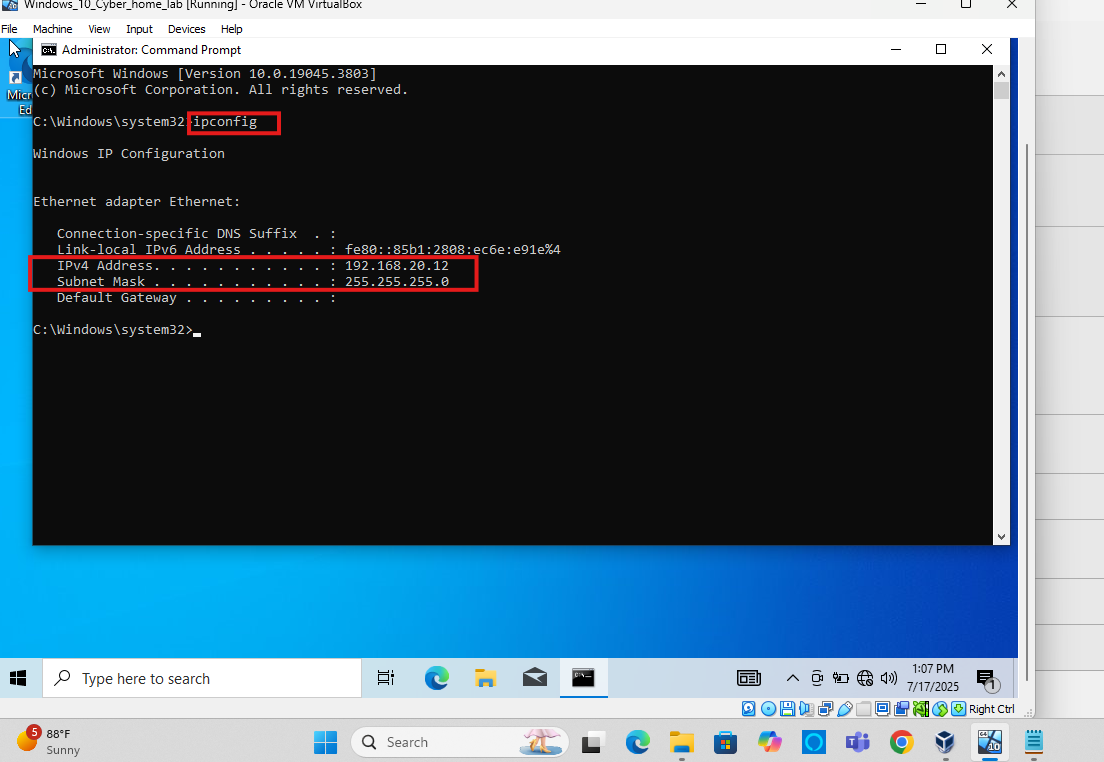 Windows_10_Cyber_home_lab [Running] - Oracle VM VirtualBox
File Machine View Input Devices Help
Administrator: Command Prompt
Microsoft Windows [Version 10.0.19045.3803]
(c) Microsoft Corporation. All rights reserved.
C:\Windows\system32>ipconfig
Windows IP Configuration
Ethernet adapter Ethernet:
Connection-specific DNS Suffix . :
Link-local IPv6 Address . . . . . : fe80::85b1:2808:ec6e:e91e%4
IPv4 Address. . . . . . . . . . . : 192.168.20.12
Subnet Mask . . . . . . . . . . . : 255.255.255.0
Default Gateway . . . . . . . . . :
C:\Windows\system32>
Micr
Ed
Type here to search
1:07 PM
7/17/2025
1
Right Ctrl
5
88°F
Sunny
Search
64
10